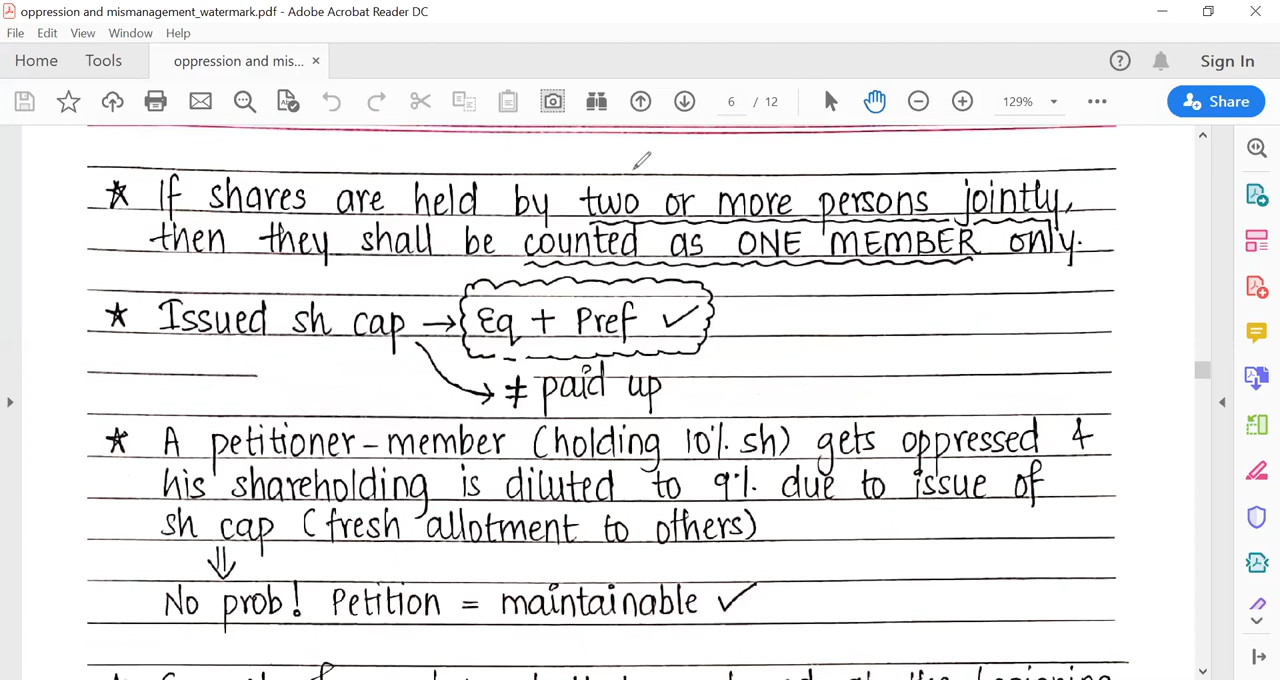 oppression and mismanagement_watermark.pdf - Adobe Acrobat Reader DC
File Edit View Window Help
Home Tools oppression and mis... × Sign In
6 / 12 129% Share
If shares are held by two or more persons jointly,
then they shall be counted as ONE MEMBER only.
Issued sh cap → Eq + Pref ✓
≠ paid up
A petitioner-member (holding 10% sh) gets oppressed &
his shareholding is diluted to 9% due to issue of
sh cap (fresh allotment to others)
⇓
No prob! Petition = maintainable ✓